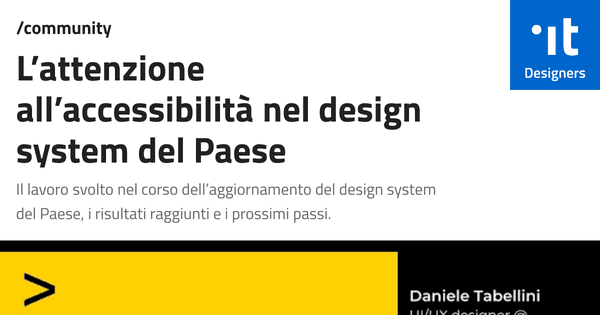 /community
L’attenzione
all’accessibilità nel design
system del Paese
Il lavoro svolto nel corso dell’aggiornamento del design system
del Paese, i risultati raggiunti e i prossimi passi.
it
Designers
>
Daniele Tabellini
UI/UX designer @